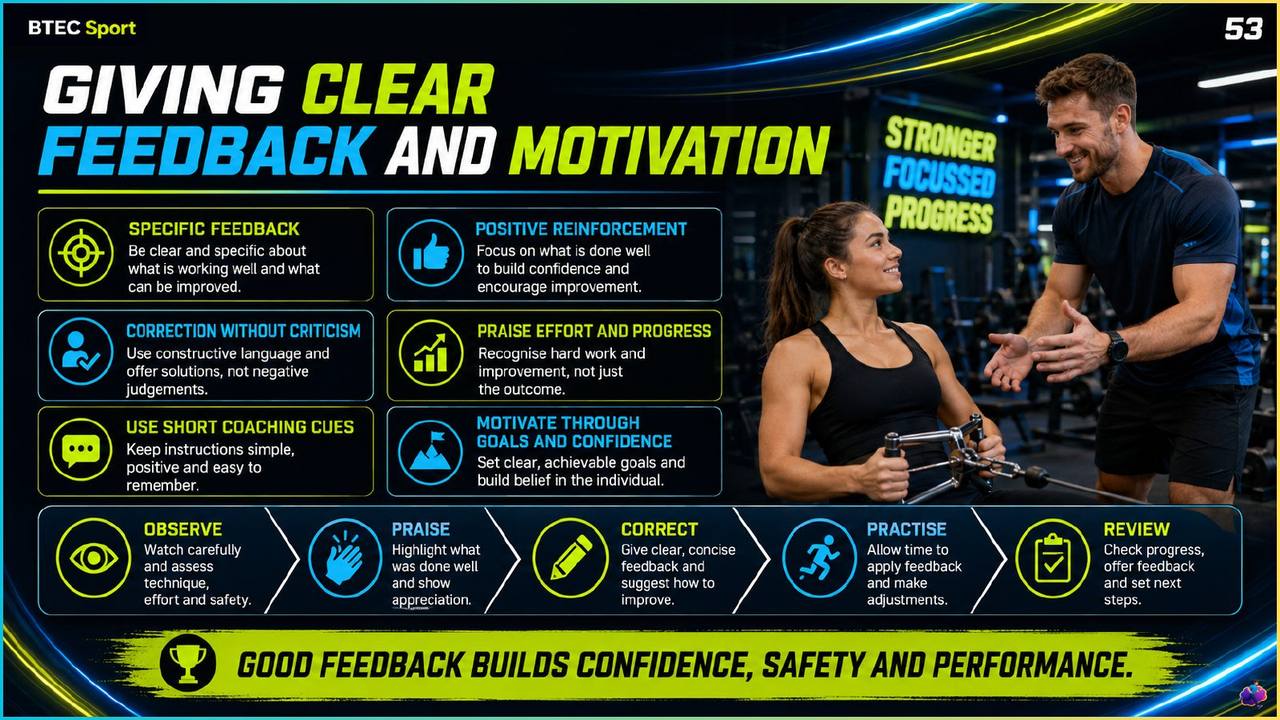 BTEC Sport
53
GIVING CLEAR
FEEDBACK AND MOTIVATION
STRONGER
FOCUSSED
PROGRESS
SPECIFIC FEEDBACK
Be clear and specific about
what is working well and what
can be improved.
POSITIVE REINFORCEMENT
Focus on what is done well
to build confidence and
encourage improvement.
CORRECTION WITHOUT CRITICISM
Use constructive language and
offer solutions, not negative
judgements.
PRAISE EFFORT AND PROGRESS
Recognise hard work and
improvement, not just
the outcome.
USE SHORT COACHING CUES
Keep instructions simple,
positive and easy to
remember.
MOTIVATE THROUGH
GOALS AND CONFIDENCE
Set clear, achievable goals and
build belief in the individual.
OBSERVE
Watch carefully
and assess
technique,
effort and safety.
PRAISE
Highlight what
was done well
and show
appreciation.
CORRECT
Give clear, concise
feedback and
suggest how to
improve.
PRACTISE
Allow time to
apply feedback
and make
adjustments.
REVIEW
Check progress,
offer feedback
and set next
steps.
GOOD FEEDBACK BUILDS CONFIDENCE, SAFETY AND PERFORMANCE.